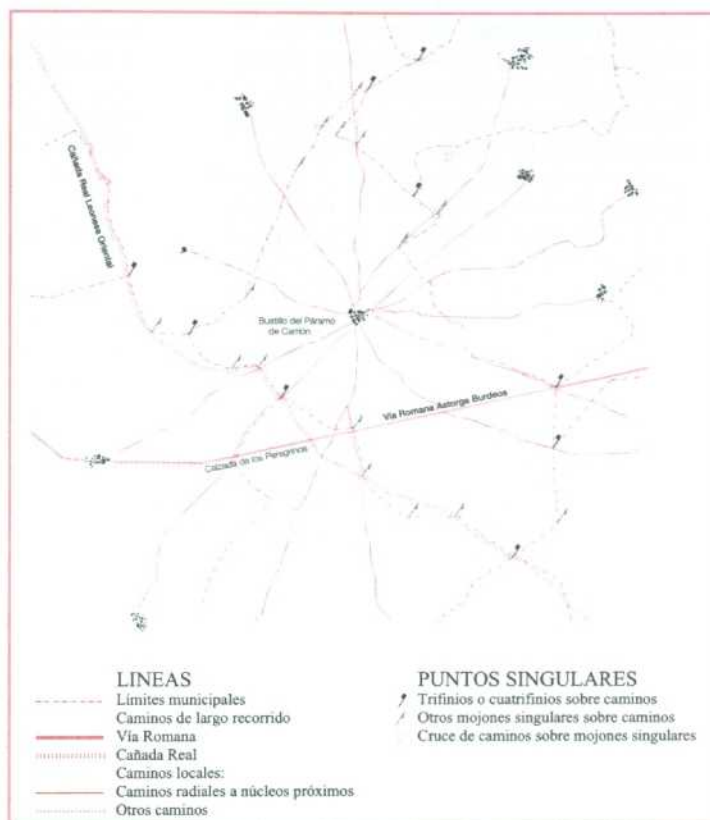 Cañada Real Leonesa Oriental
Bustillo del Páramo
de Carrión
Vía Romana Astorga Burdeos
Calzada de los Peregrinos
LINEAS
Límites municipales
Caminos de largo recorrido
Vía Romana
Cañada Real
Caminos locales:
Caminos radiales a núcleos próximos
Otros caminos
PUNTOS SINGULARES
Trifinios o cuatrifinios sobre caminos
Otros mojones singulares sobre caminos
Cruce de caminos sobre mojones singulares